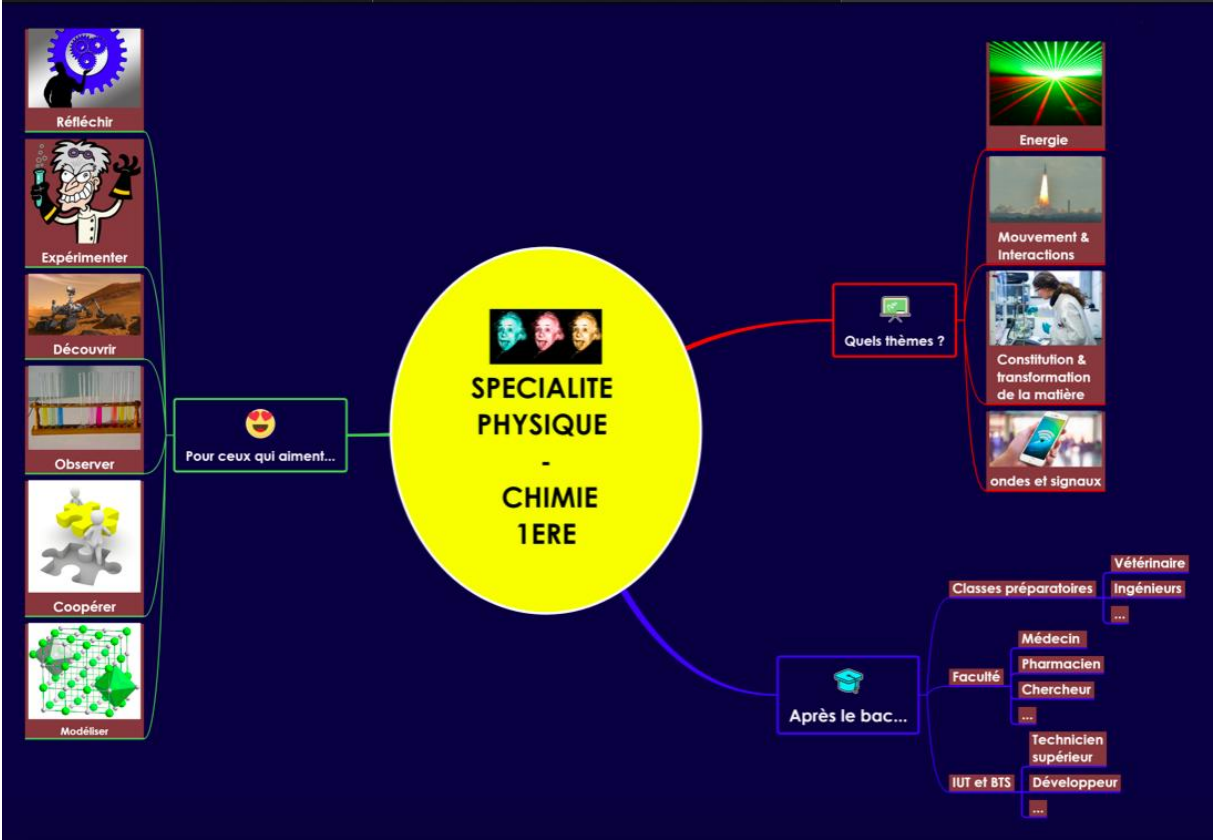 SPECIALITE
PHYSIQUE
-
CHIMIE
1ERE
Pour ceux qui aiment...
Réfléchir
Expérimenter
Découvrir
Observer
Coopérer
Modéliser
Quels thèmes ?
Energie
Mouvement &
Interactions
Constitution &
transformation
de la matière
ondes et signaux
Après le bac...
Classes préparatoires
Vétérinaire
Ingénieurs
...
Faculté
Médecin
Pharmacien
Chercheur
...
IUT et BTS
Technicien
supérieur
Développeur
...